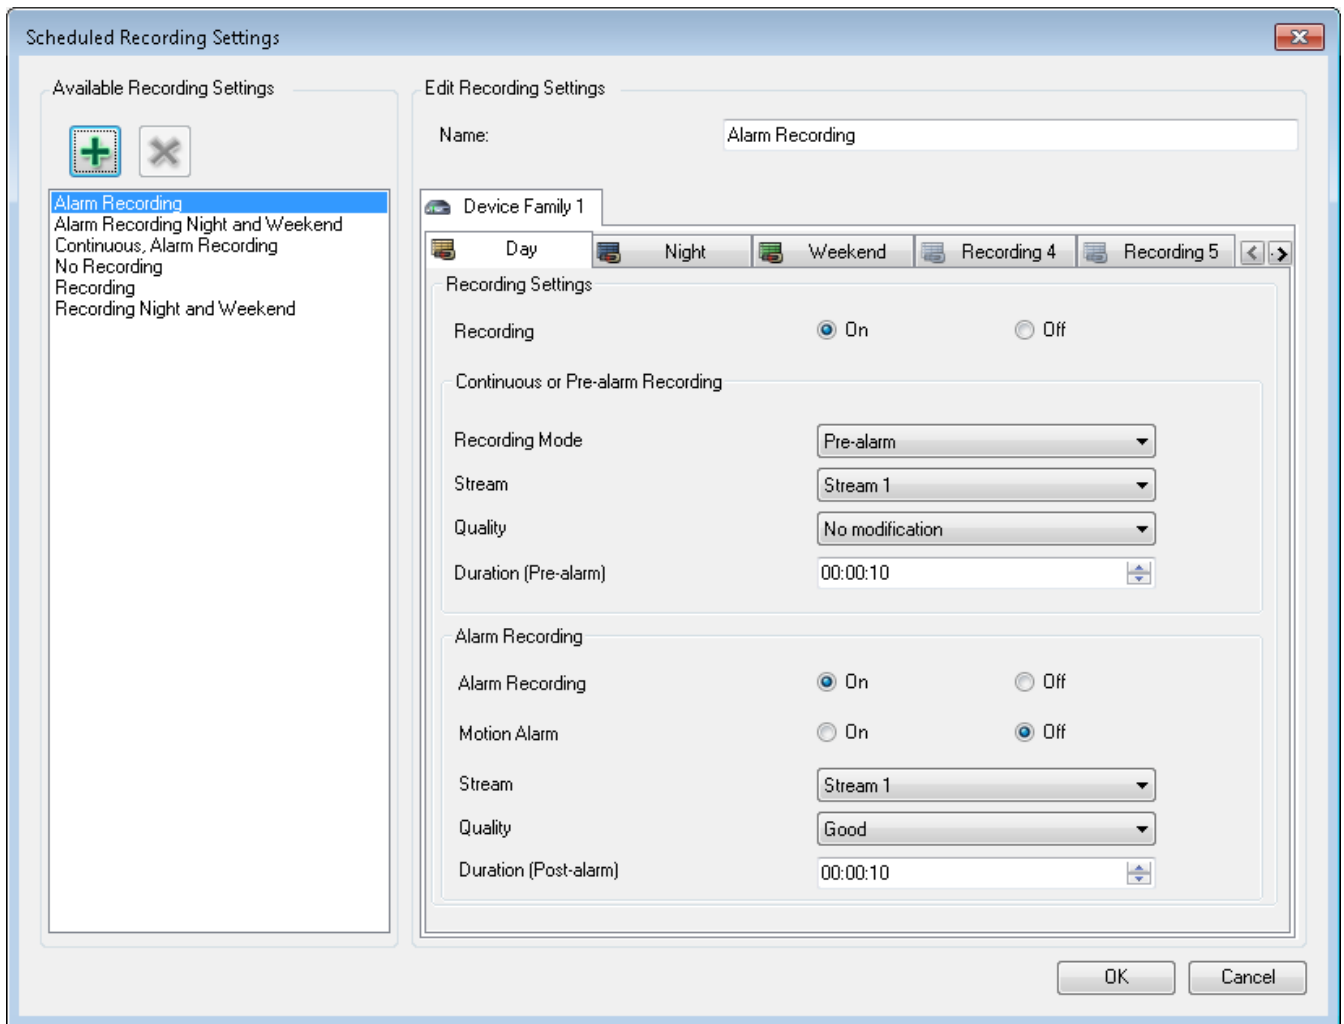 Scheduled Recording Settings
Available Recording Settings
Alarm Recording
Alarm Recording Night and Weekend
Continuous, Alarm Recording
No Recording
Recording
Recording Night and Weekend
Edit Recording Settings
Name: Alarm Recording
Device Family 1
Day Night Weekend Recording 4 Recording 5
Recording Settings
Recording On Off
Continuous or Pre-alarm Recording
Recording Mode Pre-alarm
Stream Stream 1
Quality No modification
Duration (Pre-alarm) 00:00:10
Alarm Recording
Alarm Recording On Off
Motion Alarm On Off
Stream Stream 1
Quality Good
Duration (Post-alarm) 00:00:10
OK Cancel